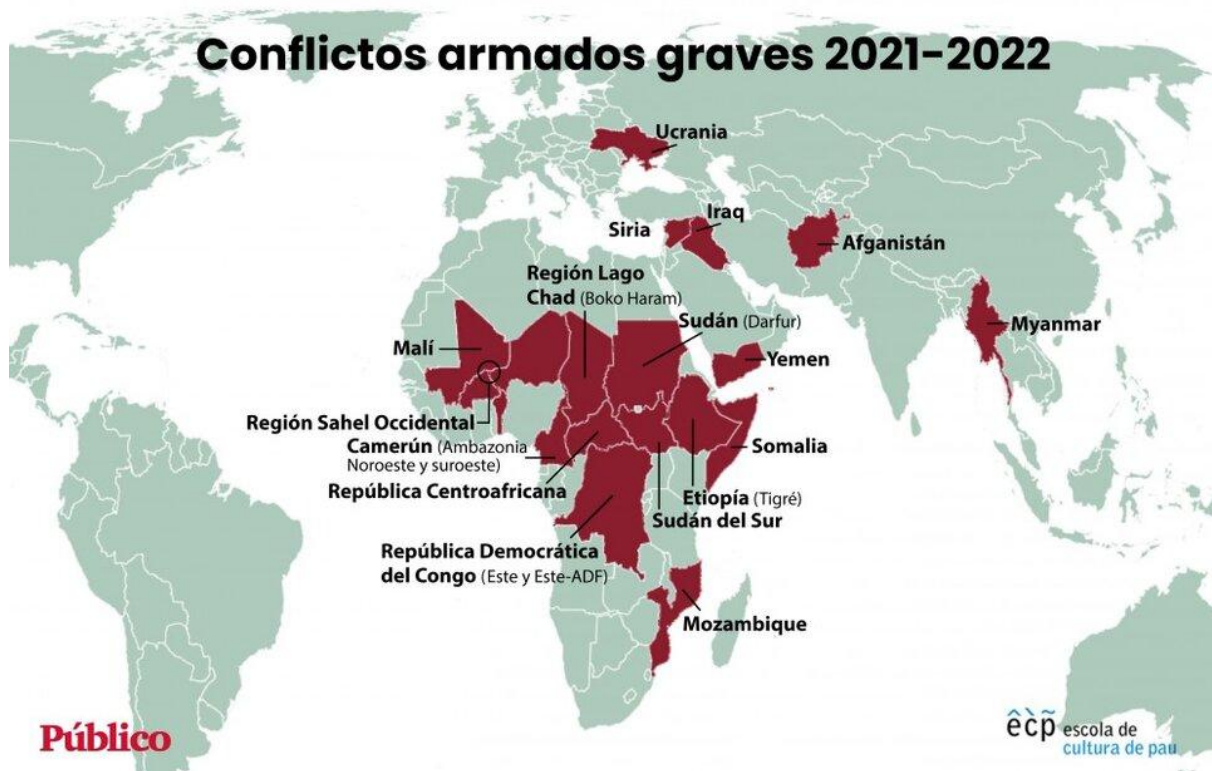 Conflictos armados graves 2021-2022
Ucrania
Iraq
Siria
Afganistán
Región Lago
Chad (Boko Haram)
Sudán (Darfur)
Myanmar
Malí
Yemen
Región Sahel Occidental
Camerún (Ambazonia
Noroeste y suroeste)
Somalia
República Centroafricana
Etiopía (Tigré)
Sudán del Sur
República Democrática
del Congo (Este y Este-ADF)
Mozambique
Público
êcp̃ escola de
cultura de pau